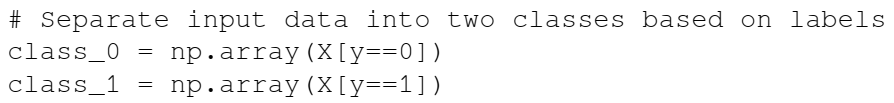 # Separate input data into two classes based on labels
class_0 = np.array(X[y==0])
class_1 = np.array(X[y==1])